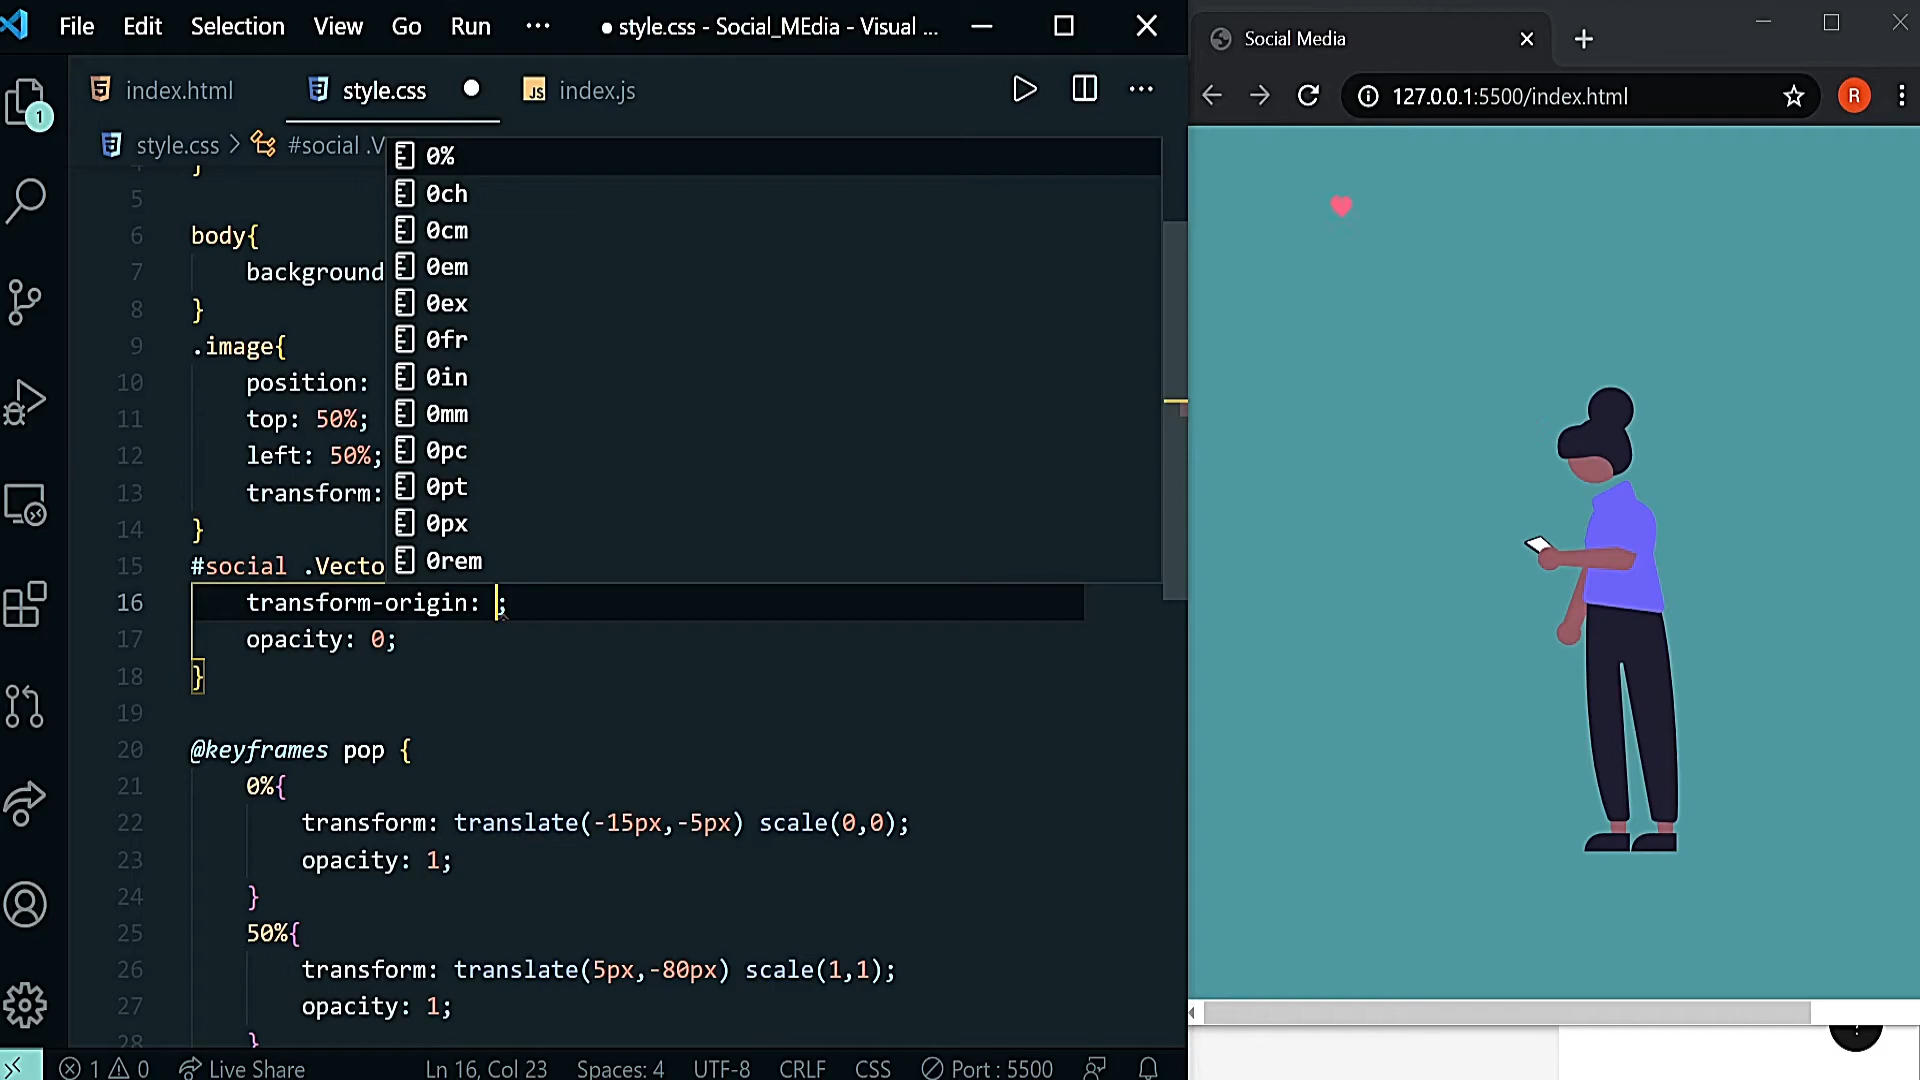 File Edit Selection View Go Run ··· ● style.css - Social_MEdia - Visual ...
index.html style.css ● JS index.js ···
1
style.css > #social .V
4 }
5
6 body{
7 background
8 }
9 .image{
10 position:
11 top: 50%;
12 left: 50%;
13 transform:
14 }
15 #social .Vecto
16 transform-origin: ;
17 opacity: 0;
18 }
19
20 @keyframes pop {
21 0%{
22 transform: translate(-15px,-5px) scale(0,0);
23 opacity: 1;
24 }
25 50%{
26 transform: translate(5px,-80px) scale(1,1);
27 opacity: 1;
28 }
0%
0ch
0cm
0em
0ex
0fr
0in
0mm
0pc
0pt
0px
0rem
1 0 Live Share Ln 16, Col 23 Spaces: 4 UTF-8 CRLF CSS Port : 5500
Social Media
127.0.0.1:5500/index.html R